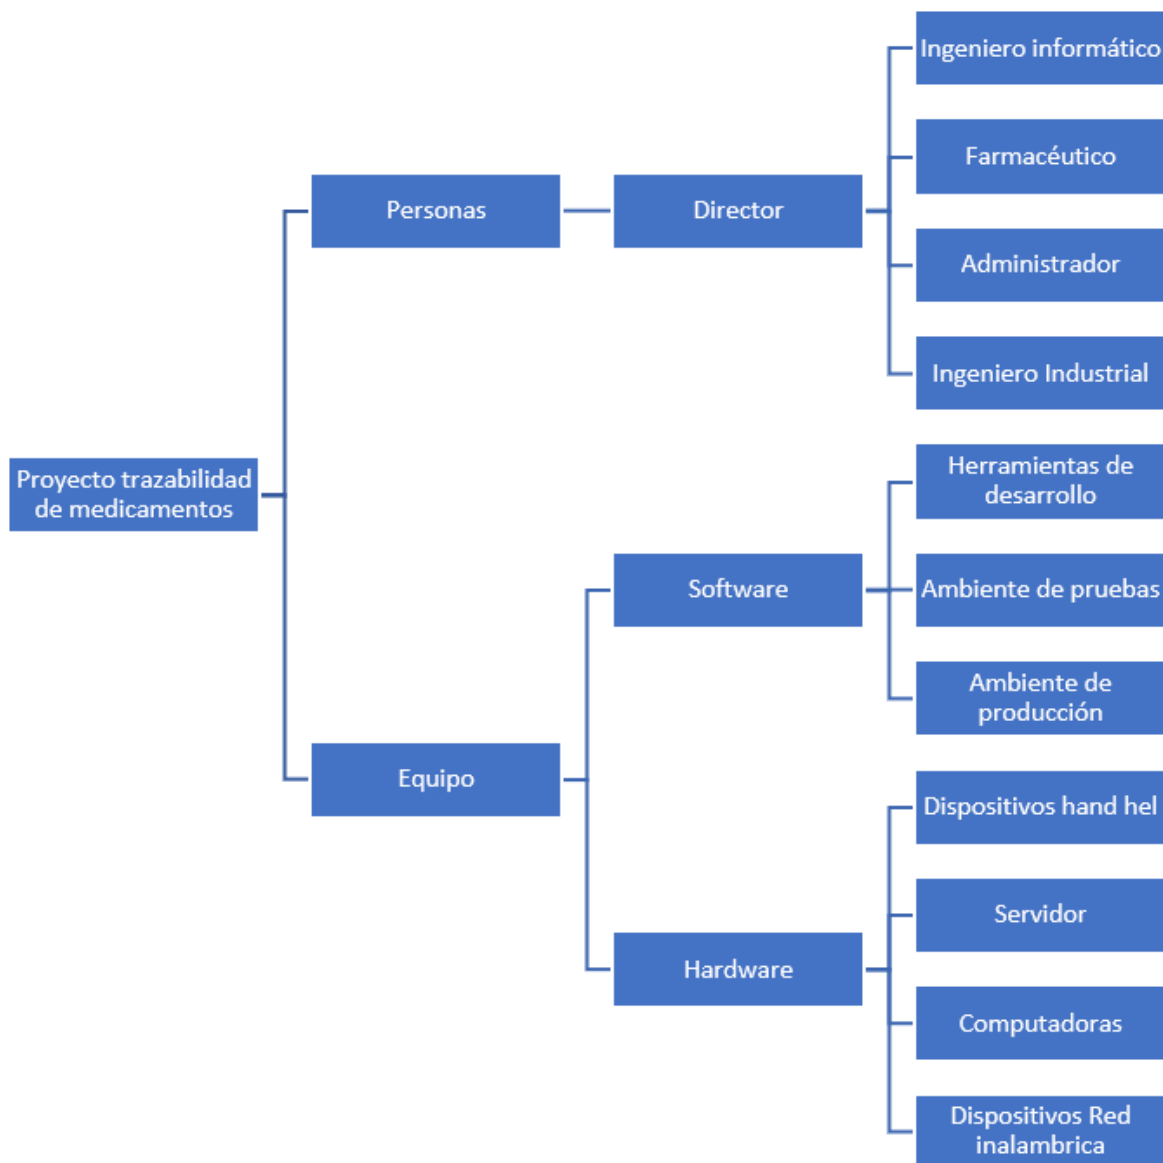 Ingeniero informático
Farmacéutico
Personas
Director
Administrador
Ingeniero Industrial
Proyecto trazabilidad
de medicamentos
Herramientas de
desarrollo
Software
Ambiente de pruebas
Ambiente de
producción
Equipo
Dispositivos hand hel
Servidor
Hardware
Computadoras
Dispositivos Red
inalambrica